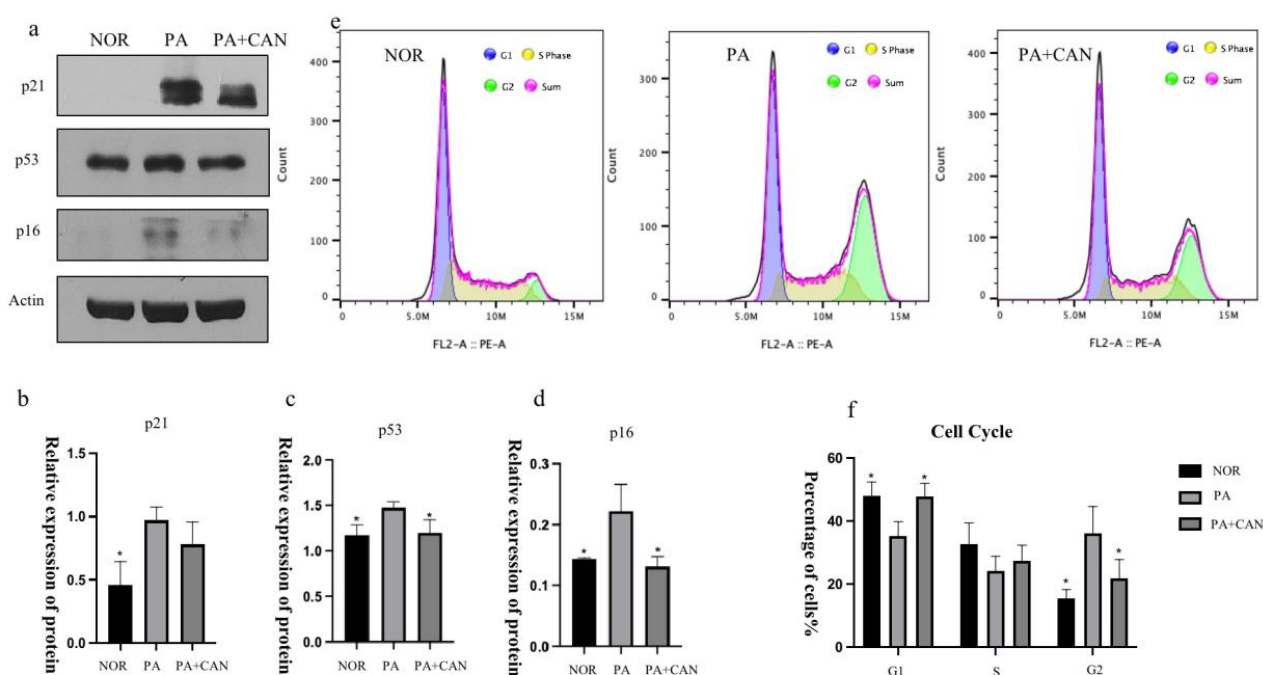 a
NOR PA PA+CAN
p21
p53
p16
Actin
e
NOR
G1 S Phase
G2 Sum
400
300
200
100
0
Count
0 5.0M 10M 15M
FL2-A :: PE-A
PA
G1 S Phase
G2 Sum
300
200
100
0
Count
0 5.0M 10M 15M
FL2-A :: PE-A
PA+CAN
G1 S Phase
G2 Sum
400
300
200
100
0
Count
0 5.0M 10M 15M
FL2-A :: PE-A
b
p21
Relative expression of protein
1.5
1.0
0.5
0.0
*
NOR PA PA+CAN
c
p53
Relative expression of protein
2.0
1.5
1.0
0.5
0.0
* *
NOR PA PA+CAN
d
p16
Relative expression of protein
0.3
0.2
0.1
0.0
* *
NOR PA PA+CAN
f
Cell Cycle
Percentage of cells%
60
40
20
0
* * * *
G1 S G2
NOR
PA
PA+CAN